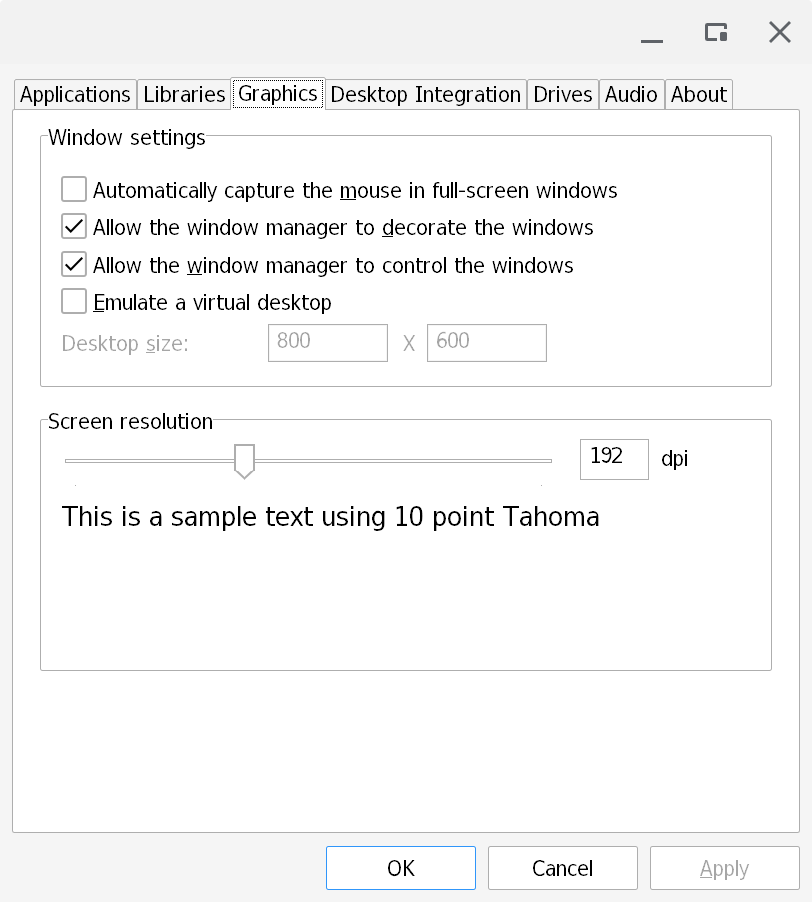 Applications Libraries Graphics Desktop Integration Drives Audio About
Window settings
Automatically capture the mouse in full-screen windows
Allow the window manager to decorate the windows
Allow the window manager to control the windows
Emulate a virtual desktop
Desktop size: 800 X 600
Screen resolution
192 dpi
This is a sample text using 10 point Tahoma
OK Cancel Apply